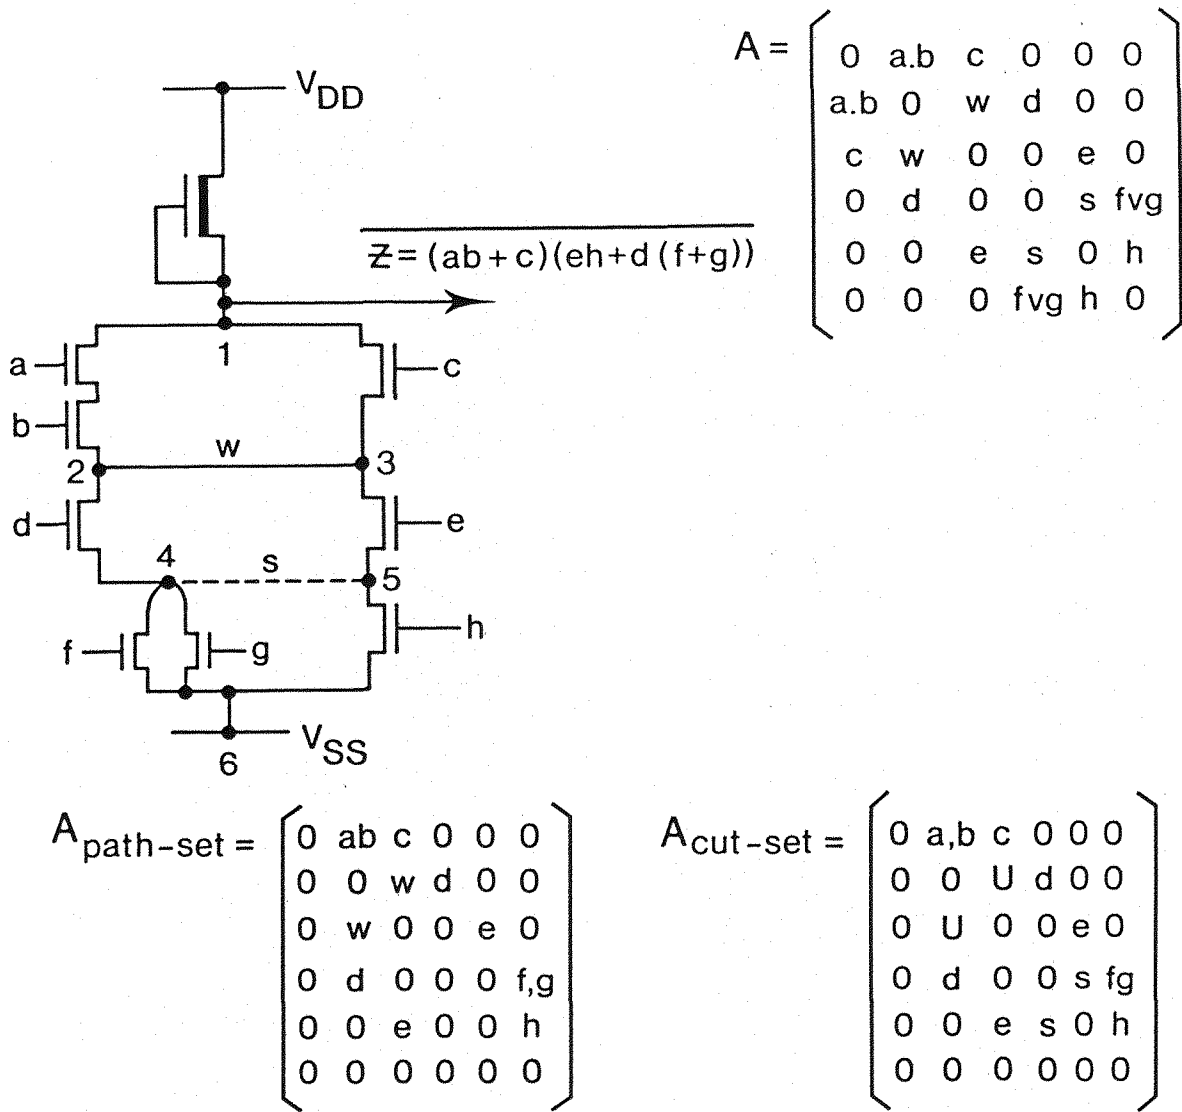 A =
0 a.b c 0 0 0
a.b 0 w d 0 0
c w 0 0 e 0
0 d 0 0 s fvg
0 0 e s 0 h
0 0 0 fvg h 0
VDD
Z = (ab + c)(eh+d (f+g))
1
a
c
b
w
2
3
d
e
4
s
5
f
g
h
VSS
6
Apath-set =
0 ab c 0 0 0
0 0 w d 0 0
0 w 0 0 e 0
0 d 0 0 0 f,g
0 0 e 0 0 h
0 0 0 0 0 0
Acut-set =
0 a,b c 0 0 0
0 0 U d 0 0
0 U 0 0 e 0
0 d 0 0 s fg
0 0 e s 0 h
0 0 0 0 0 0